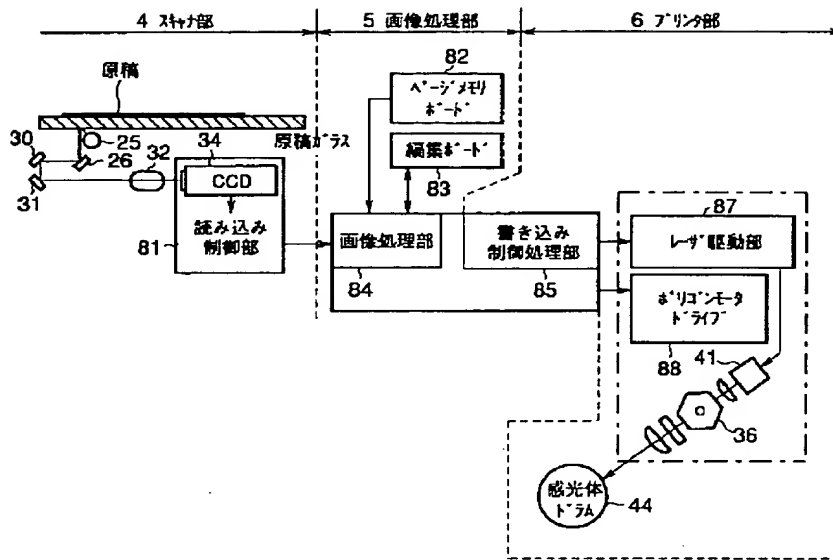 4 スキャナ部
5 画像処理部
6 プリンタ部
原稿
原稿ガラス
25
26
30
31
32
34
CCD
読み込み
制御部
81
82
ページメモリ
ボード
編集ボード
83
画像処理部
84
書き込み
制御処理部
85
87
レーザ駆動部
ポリゴンモータ
ドライブ
88
41
36
感光体
ドラム
44